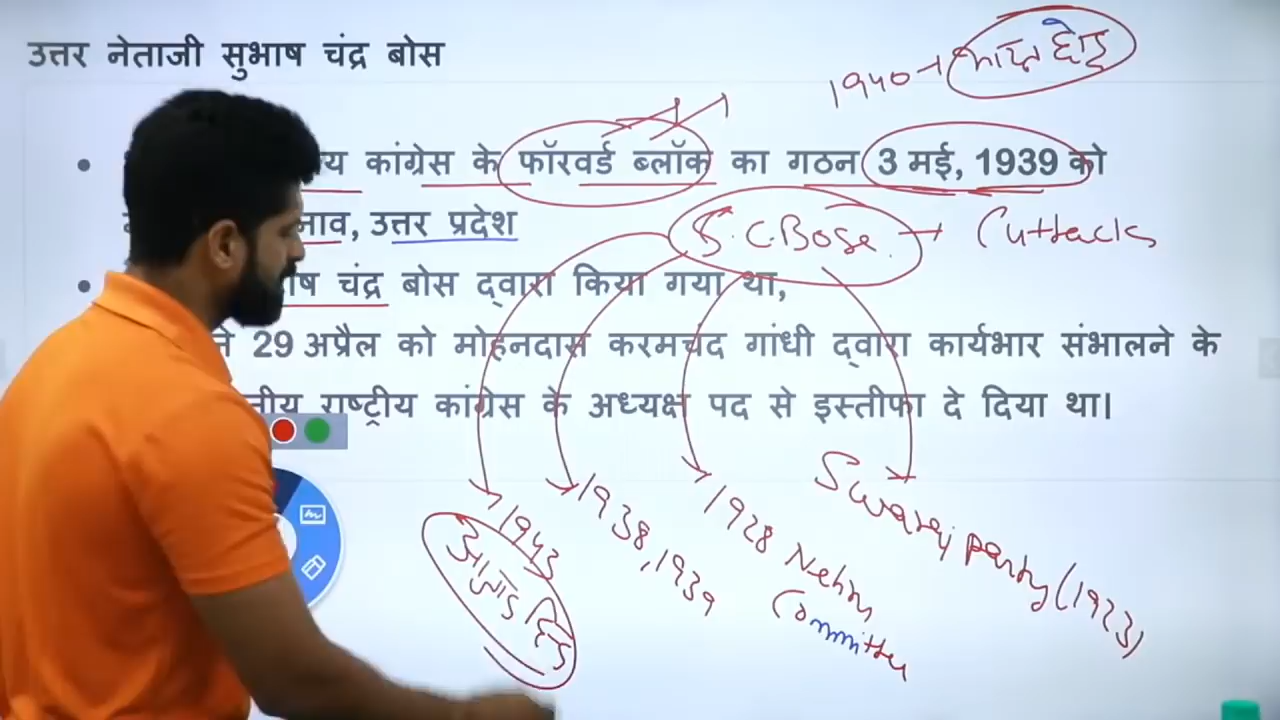 उत्तर नेताजी सुभाष चंद्र बोस
1940 → भारत छोड़ो
कांग्रेस के फॉरवर्ड ब्लॉक का गठन 3 मई, 1939 को
उत्तर प्रदेश
S.C.Bose → Cuttack
चंद्र बोस द्वारा किया गया था,
29 अप्रैल को मोहनदास करमचंद गांधी द्वारा कार्यभार संभालने के
राष्ट्रीय कांग्रेस के अध्यक्ष पद से इस्तीफा दे दिया था।
1943
हिंद
1938, 1939
1928 Nehru
Committee
Swaraj party (1923)